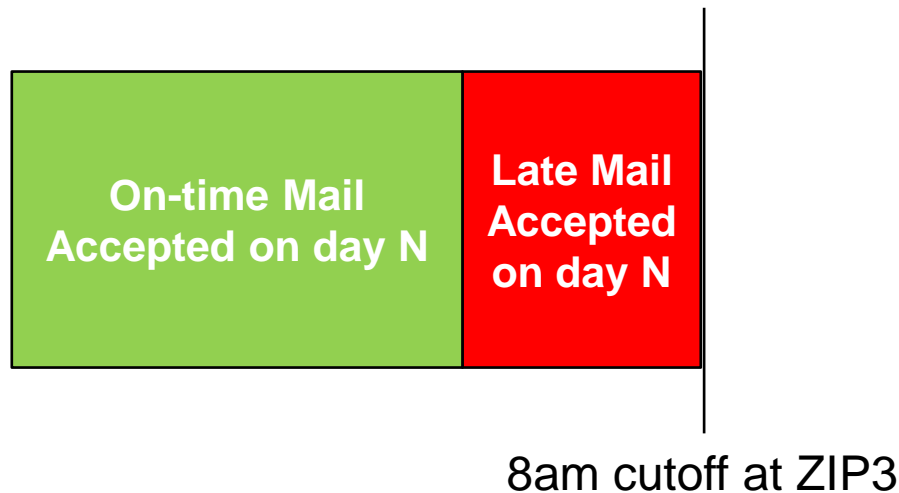 On-time Mail
Accepted on day N
Late Mail
Accepted
on day N
8am cutoff at ZIP3